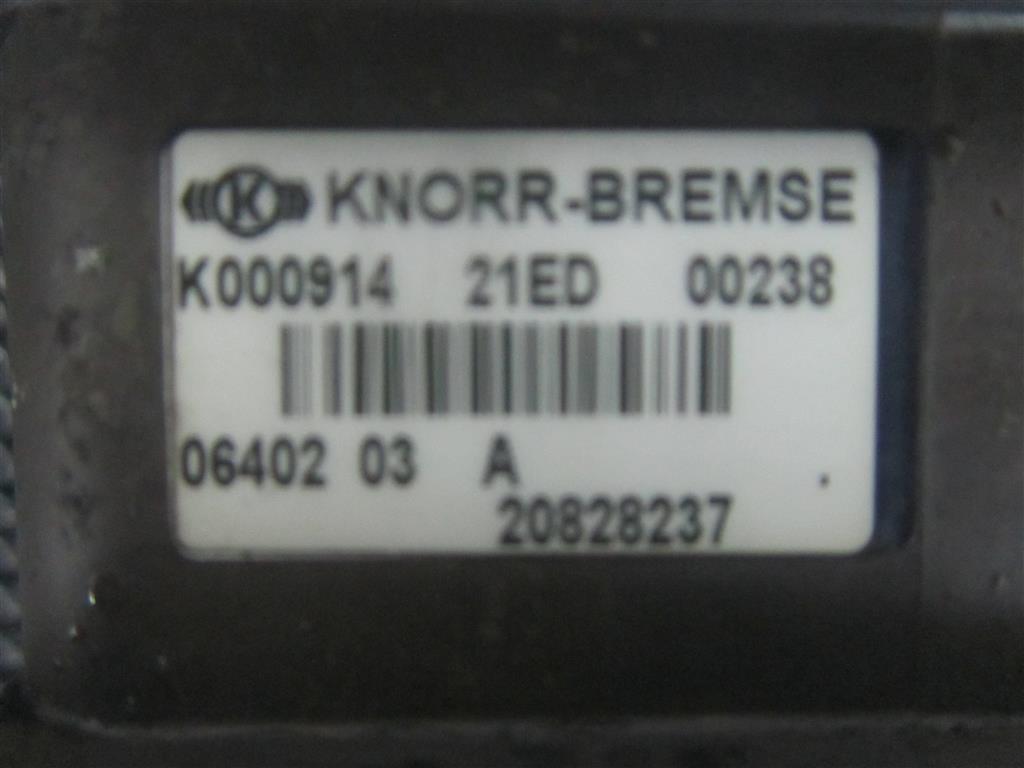 K KNORR-BREMSE
K000914 21ED 00238
06402 03 A .
20828237